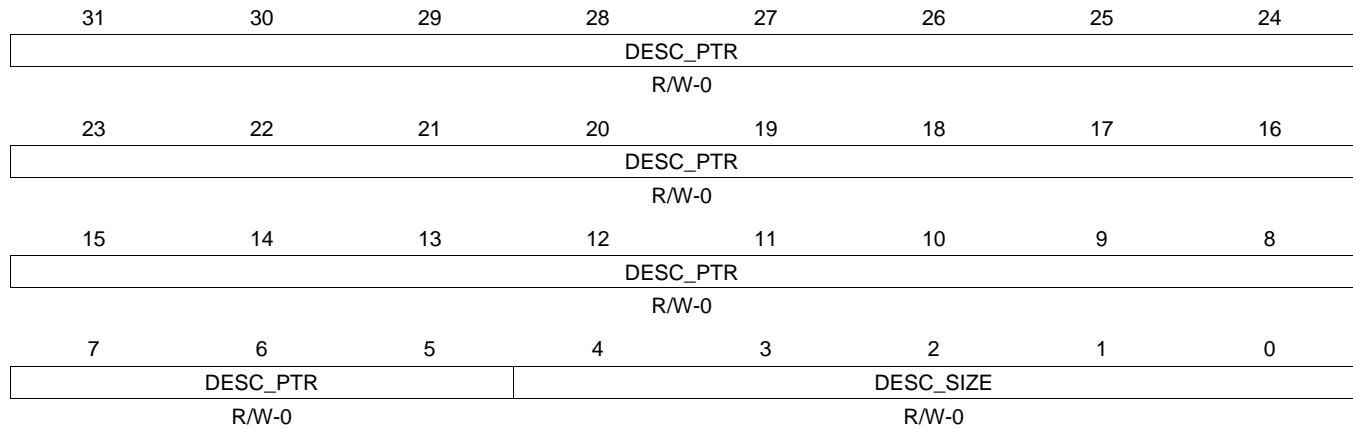 31 30 29 28 27 26 25 24
DESC_PTR
R/W-0
23 22 21 20 19 18 17 16
DESC_PTR
R/W-0
15 14 13 12 11 10 9 8
DESC_PTR
R/W-0
7 6 5 4 3 2 1 0
DESC_PTR DESC_SIZE
R/W-0 R/W-0